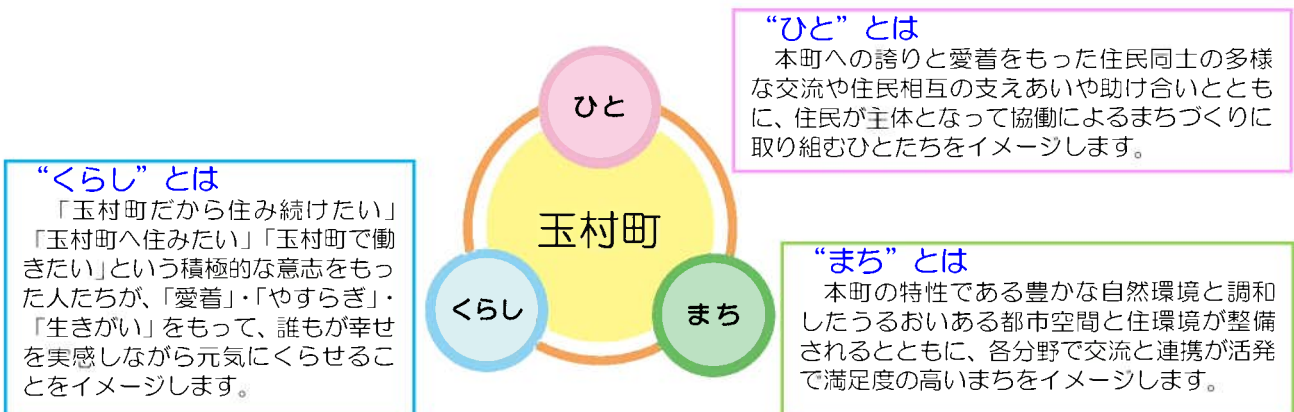 “ひと”とは
本町への誇りと愛着をもった住民同士の多様
な交流や住民相互の支えあいや助け合いととも
に、住民が主体となって協働によるまちづくりに
取り組むひとたちをイメージします。
ひと
玉村町
くらし
まち
“くらし”とは
「玉村町だから住み続けたい」
「玉村町へ住みたい」「玉村町で働
きたい」という積極的な意志をもっ
た人たちが、「愛着」・「やすらぎ」・
「生きがい」をもって、誰もが幸せ
を実感しながら元気にくらせるこ
とをイメージします。
“まち”とは
本町の特性である豊かな自然環境と調和
したうるおいある都市空間と住環境が整備
されるとともに、各分野で交流と連携が活発
で満足度の高いまちをイメージします。